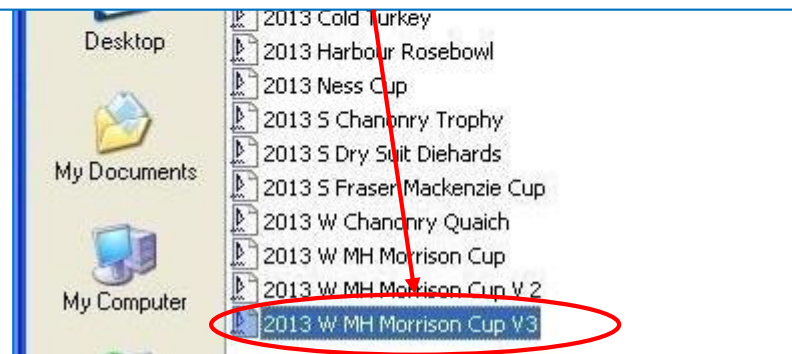 Desktop
My Documents
My Computer
2013 Cold Turkey
2013 Harbour Rosebowl
2013 Ness Cup
2013 S Chanonry Trophy
2013 S Dry Suit Diehards
2013 S Fraser Mackenzie Cup
2013 W Chanonry Quaich
2013 W MH Morrison Cup
2013 W MH Morrison Cup V 2
2013 W MH Morrison Cup V3